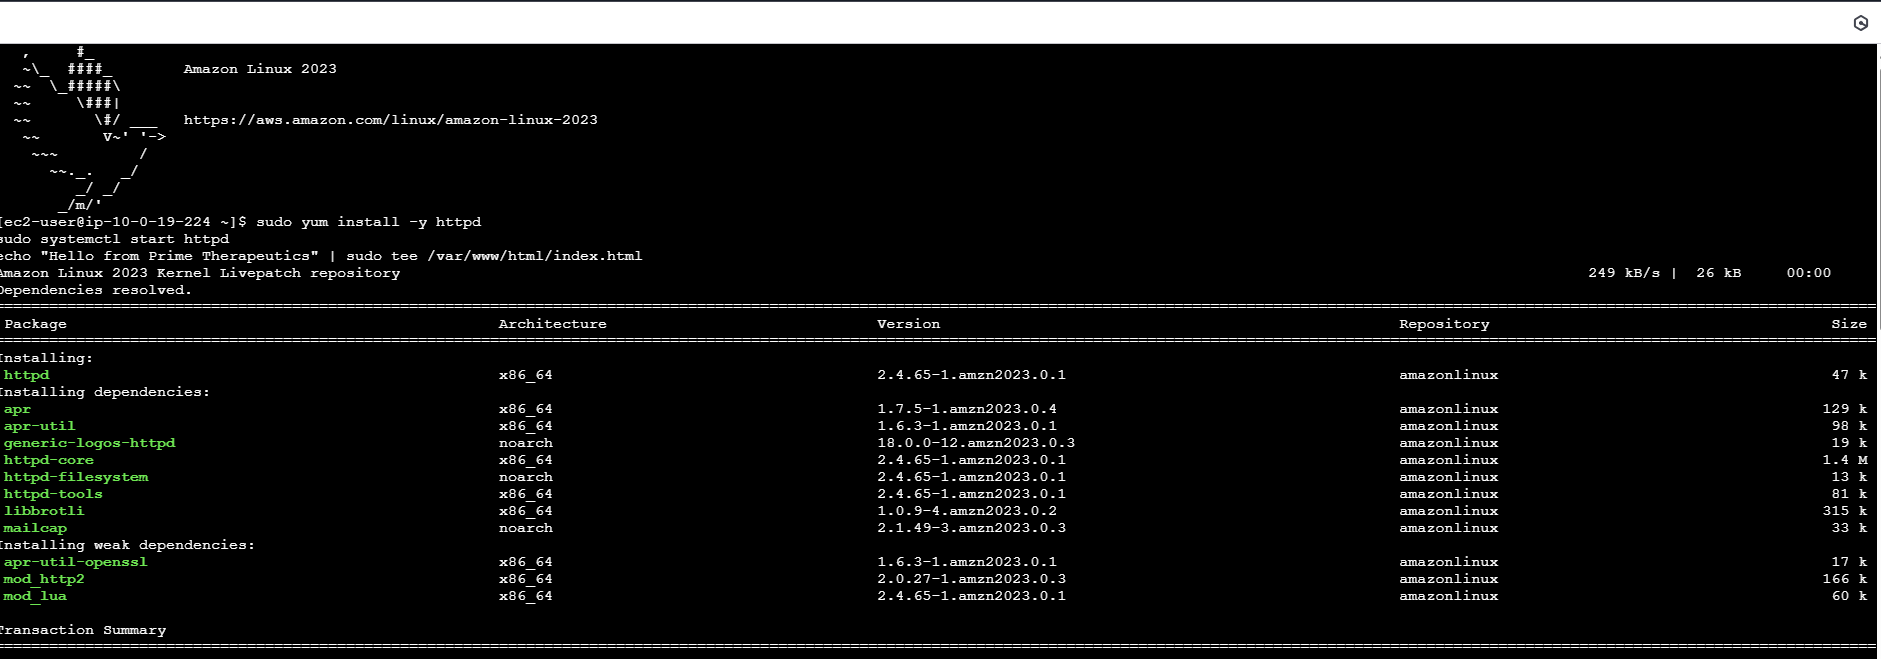 ,     #_
~\_  ####_        Amazon Linux 2023
~~  \_#####\
~~     \###|
~~       \#/ ___   https://aws.amazon.com/linux/amazon-linux-2023
~~       V~' '->
~~~         /
~~._.   _/
_/ _/
_/m/'
[ec2-user@ip-10-0-19-224 ~]$ sudo yum install -y httpd
sudo systemctl start httpd
echo "Hello from Prime Therapeutics" | sudo tee /var/www/html/index.html
Amazon Linux 2023 Kernel Livepatch repository 249 kB/s | 26 kB 00:00
Dependencies resolved.
Package Architecture Version Repository Size
Installing:
httpd x86_64 2.4.65-1.amzn2023.0.1 amazonlinux 47 k
Installing dependencies:
apr x86_64 1.7.5-1.amzn2023.0.4 amazonlinux 129 k
apr-util x86_64 1.6.3-1.amzn2023.0.1 amazonlinux 98 k
generic-logos-httpd noarch 18.0.0-12.amzn2023.0.3 amazonlinux 19 k
httpd-core x86_64 2.4.65-1.amzn2023.0.1 amazonlinux 1.4 M
httpd-filesystem noarch 2.4.65-1.amzn2023.0.1 amazonlinux 13 k
httpd-tools x86_64 2.4.65-1.amzn2023.0.1 amazonlinux 81 k
libbrotli x86_64 1.0.9-4.amzn2023.0.2 amazonlinux 315 k
mailcap noarch 2.1.49-3.amzn2023.0.3 amazonlinux 33 k
Installing weak dependencies:
apr-util-openssl x86_64 1.6.3-1.amzn2023.0.1 amazonlinux 17 k
mod_http2 x86_64 2.0.27-1.amzn2023.0.3 amazonlinux 166 k
mod_lua x86_64 2.4.65-1.amzn2023.0.1 amazonlinux 60 k
Transaction Summary